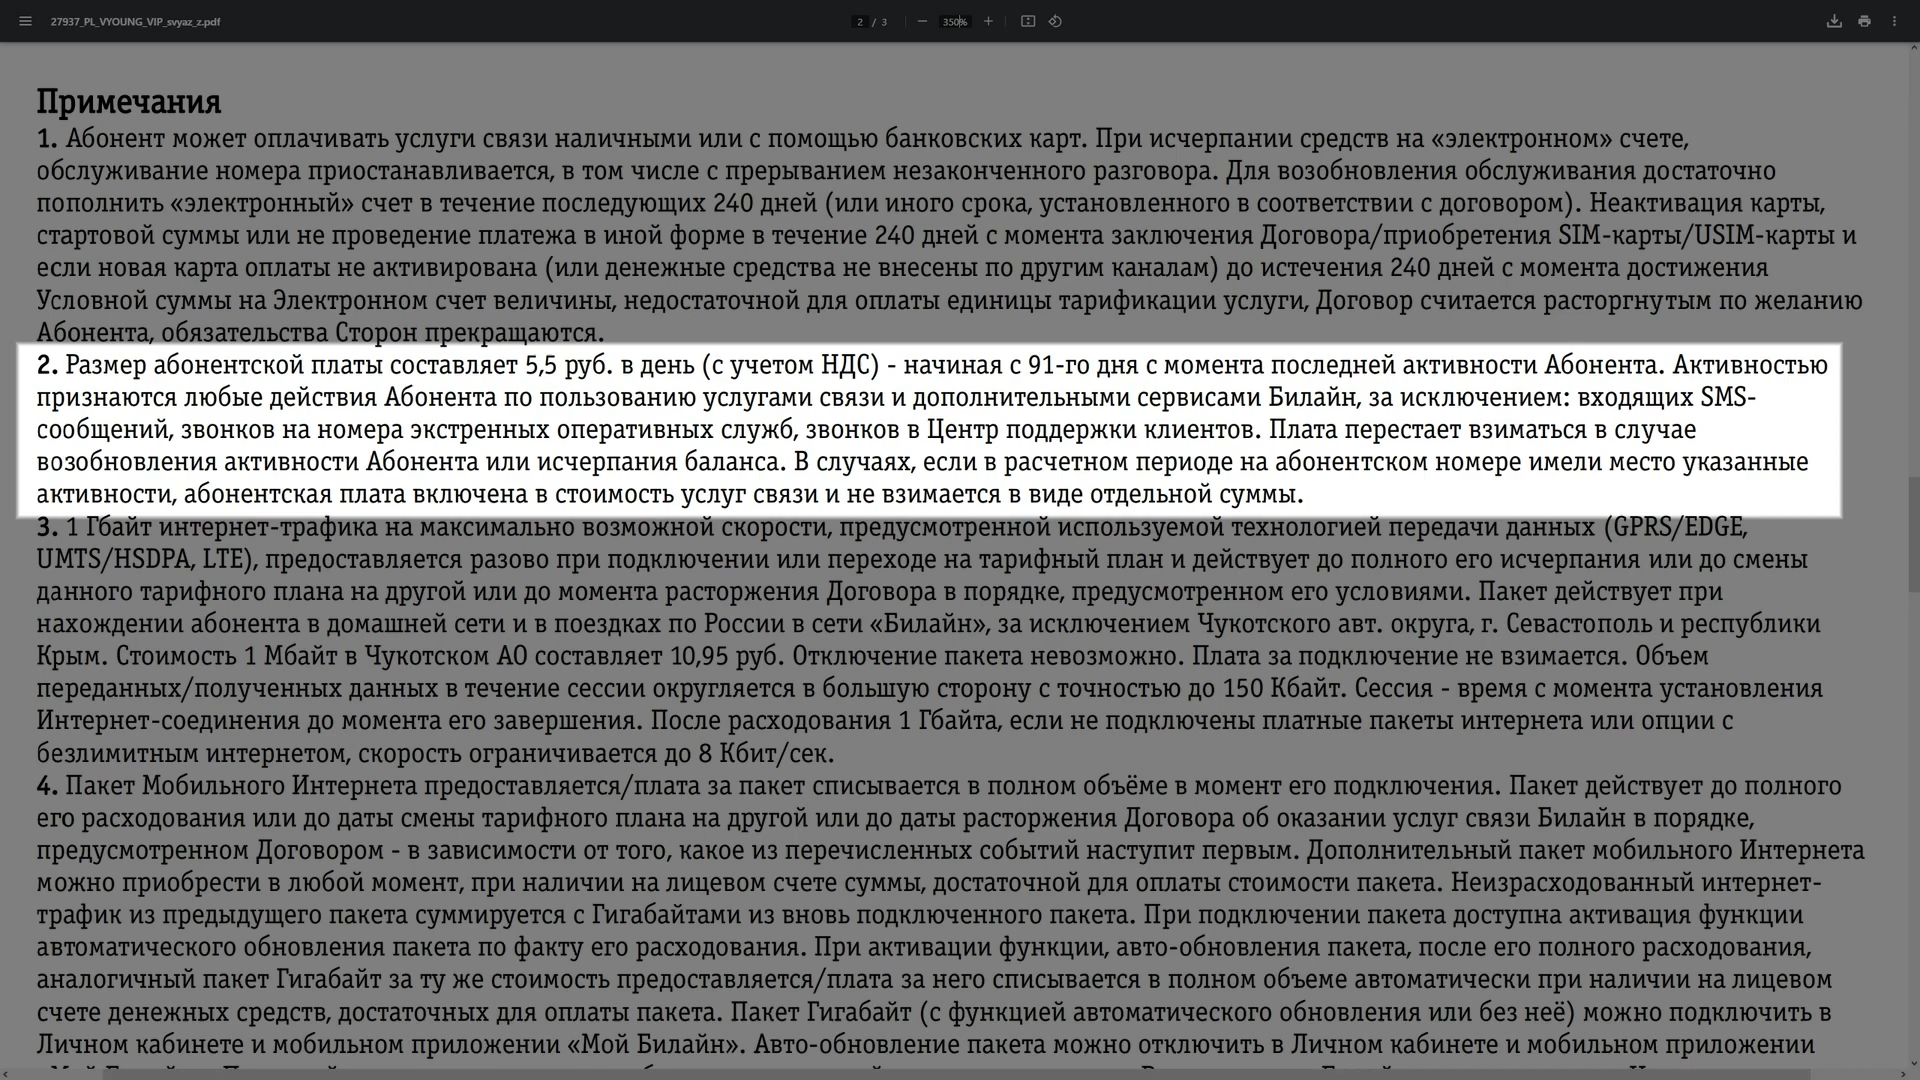 27937_PL_VYOUNG_VIP_svyaz_z.pdf
2 / 3
350%
Примечания
1. Абонент может оплачивать услуги связи наличными или с помощью банковских карт. При исчерпании средств на «электронном» счете,
обслуживание номера приостанавливается, в том числе с прерыванием незаконченного разговора. Для возобновления обслуживания достаточно
пополнить «электронный» счет в течение последующих 240 дней (или иного срока, установленного в соответствии с договором). Неактивация карты,
стартовой суммы или не проведение платежа в иной форме в течение 240 дней с момента заключения Договора/приобретения SIM-карты/USIM-карты и
если новая карта оплаты не активирована (или денежные средства не внесены по другим каналам) до истечения 240 дней с момента достижения
Условной суммы на Электронном счет величины, недостаточной для оплаты единицы тарификации услуги, Договор считается расторгнутым по желанию
Абонента, обязательства Сторон прекращаются.
2. Размер абонентской платы составляет 5,5 руб. в день (с учетом НДС) - начиная с 91-го дня с момента последней активности Абонента. Активностью
признаются любые действия Абонента по пользованию услугами связи и дополнительными сервисами Билайн, за исключением: входящих SMS-
сообщений, звонков на номера экстренных оперативных служб, звонков в Центр поддержки клиентов. Плата перестает взиматься в случае
возобновления активности Абонента или исчерпания баланса. В случаях, если в расчетном периоде на абонентском номере имели место указанные
активности, абонентская плата включена в стоимость услуг связи и не взимается в виде отдельной суммы.
3. 1 Гбайт интернет-трафика на максимально возможной скорости, предусмотренной используемой технологией передачи данных (GPRS/EDGE,
UMTS/HSDPA, LTE), предоставляется разово при подключении или переходе на тарифный план и действует до полного его исчерпания или до смены
данного тарифного плана на другой или до момента расторжения Договора в порядке, предусмотренном его условиями. Пакет действует при
нахождении абонента в домашней сети и в поездках по России в сети «Билайн», за исключением Чукотского авт. округа, г. Севастополь и республики
Крым. Стоимость 1 Мбайт в Чукотском АО составляет 10,95 руб. Отключение пакета невозможно. Плата за подключение не взимается. Объем
переданных/полученных данных в течение сессии округляется в большую сторону с точностью до 150 Кбайт. Сессия - время с момента установления
Интернет-соединения до момента его завершения. После расходования 1 Гбайта, если не подключены платные пакеты интернета или опции с
безлимитным интернетом, скорость ограничивается до 8 Кбит/сек.
4. Пакет Мобильного Интернета предоставляется/плата за пакет списывается в полном объёме в момент его подключения. Пакет действует до полного
его расходования или до даты смены тарифного плана на другой или до даты расторжения Договора об оказании услуг связи Билайн в порядке,
предусмотренном Договором - в зависимости от того, какое из перечисленных событий наступит первым. Дополнительный пакет мобильного Интернета
можно приобрести в любой момент, при наличии на лицевом счете суммы, достаточной для оплаты стоимости пакета. Неизрасходованный интернет-
трафик из предыдущего пакета суммируется с Гигабайтами из вновь подключенного пакета. При подключении пакета доступна активация функции
автоматического обновления пакета по факту его расходования. При активации функции, авто-обновления пакета, после его полного расходования,
аналогичный пакет Гигабайт за ту же стоимость предоставляется/плата за него списывается в полном объеме автоматически при наличии на лицевом
счете денежных средств, достаточных для оплаты пакета. Пакет Гигабайт (с функцией автоматического обновления или без неё) можно подключить в
Личном кабинете и мобильном приложении «Мой Билайн». Авто-обновление пакета можно отключить в Личном кабинете и мобильном приложении